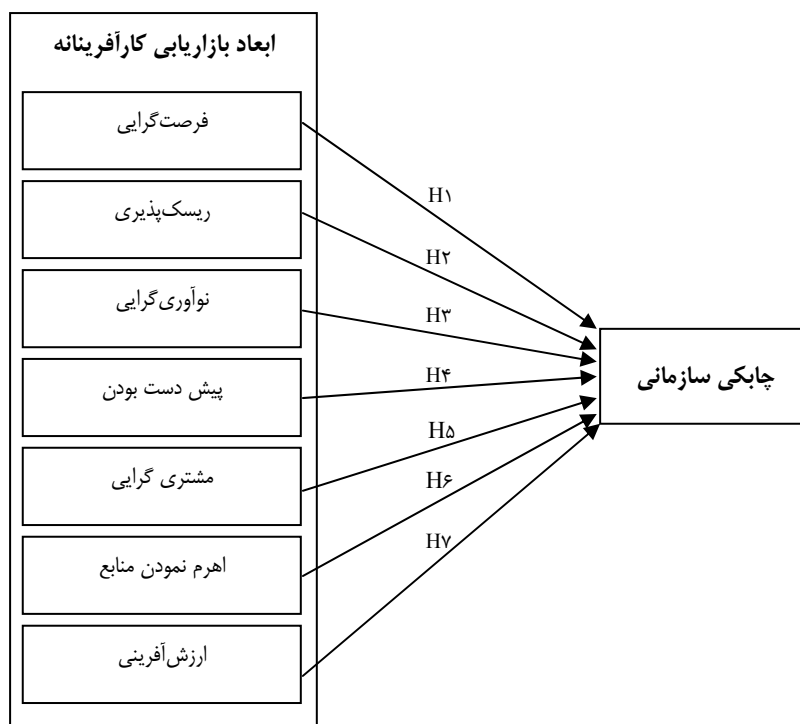 ابعاد بازاریابی کارآفرینانه
فرصت‌گرایی
ریسک‌پذیری
نوآوری‌گرایی
پیش دست بودن
مشتری گرایی
اهرم نمودن منابع
ارزش‌آفرینی
H۱
H۲
H۳
H۴
H۵
H۶
H۷
چابکی سازمانی